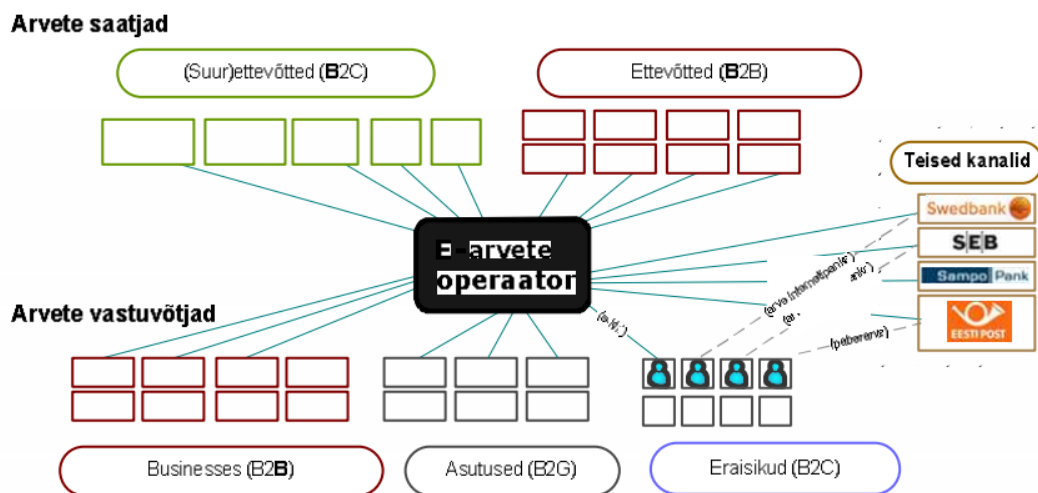 Arvete saatjad
(Suur)ettevõtted (B2C)
Ettevõtted (B2B)
Teised kanalid
Swedbank
SEB
Sampo Pank
EESTI POST
E-arvete
operaator
Arvete vastuvõtjad
(paberarve)
Businesses (B2B)
Asutused (B2G)
Eraisikud (B2C)